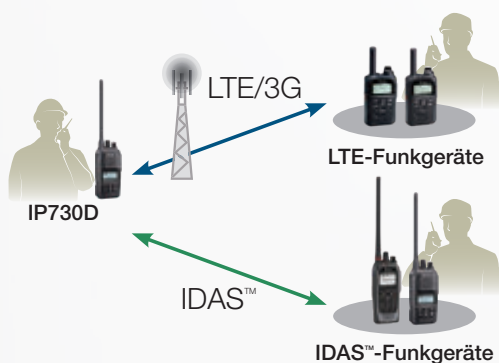 LTE/3G
LTE-Funkgeräte
IP730D
IDAS™
IDAS™-Funkgeräte